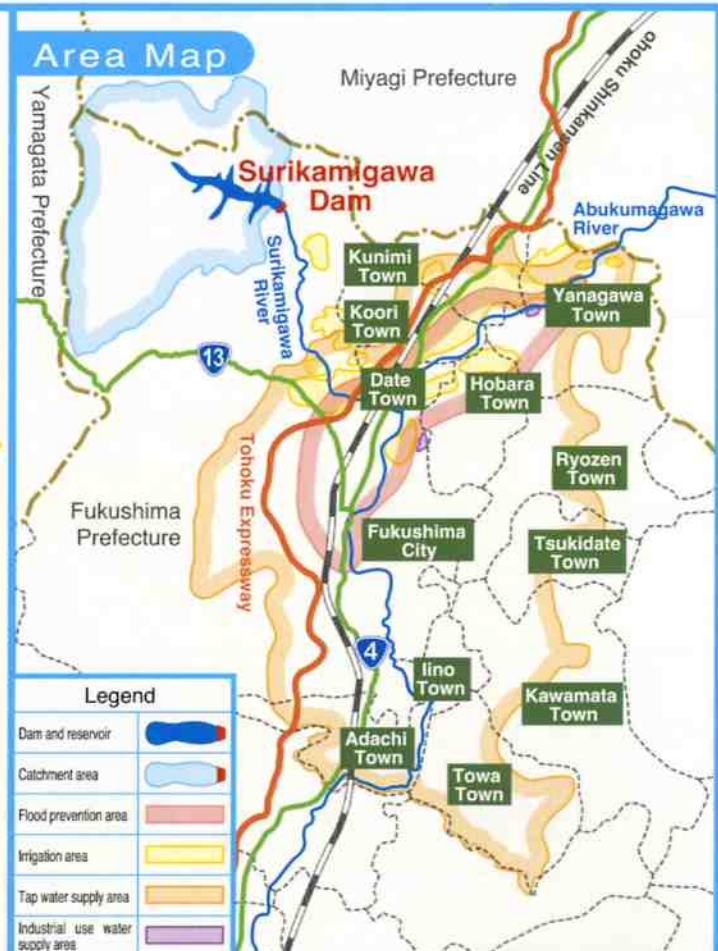 Area Map
Miyagi Prefecture
Yamagata Prefecture
ohoku Shinkansen Line
Surikamigawa
Dam
Abukumagawa
River
Surikamigawa
River
Kunimi
Town
Yanagawa
Town
Koori
Town
13
Date
Town
Hobara
Town
Tohoku Expressway
Ryozen
Town
Fukushima
Prefecture
Fukushima
City
Tsukidate
Town
4
Iino
Town
Kawamata
Town
Adachi
Town
Towa
Town
Legend
Dam and reservoir
Catchment area
Flood prevention area
Irrigation area
Tap water supply area
Industrial use water
supply area